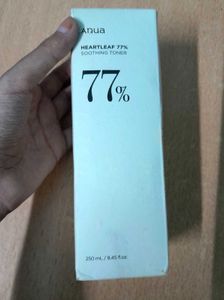 Anua
HEARTLEAF 77%
SOOTHING TONER
77%
250 mL / 8.45 fl.oz